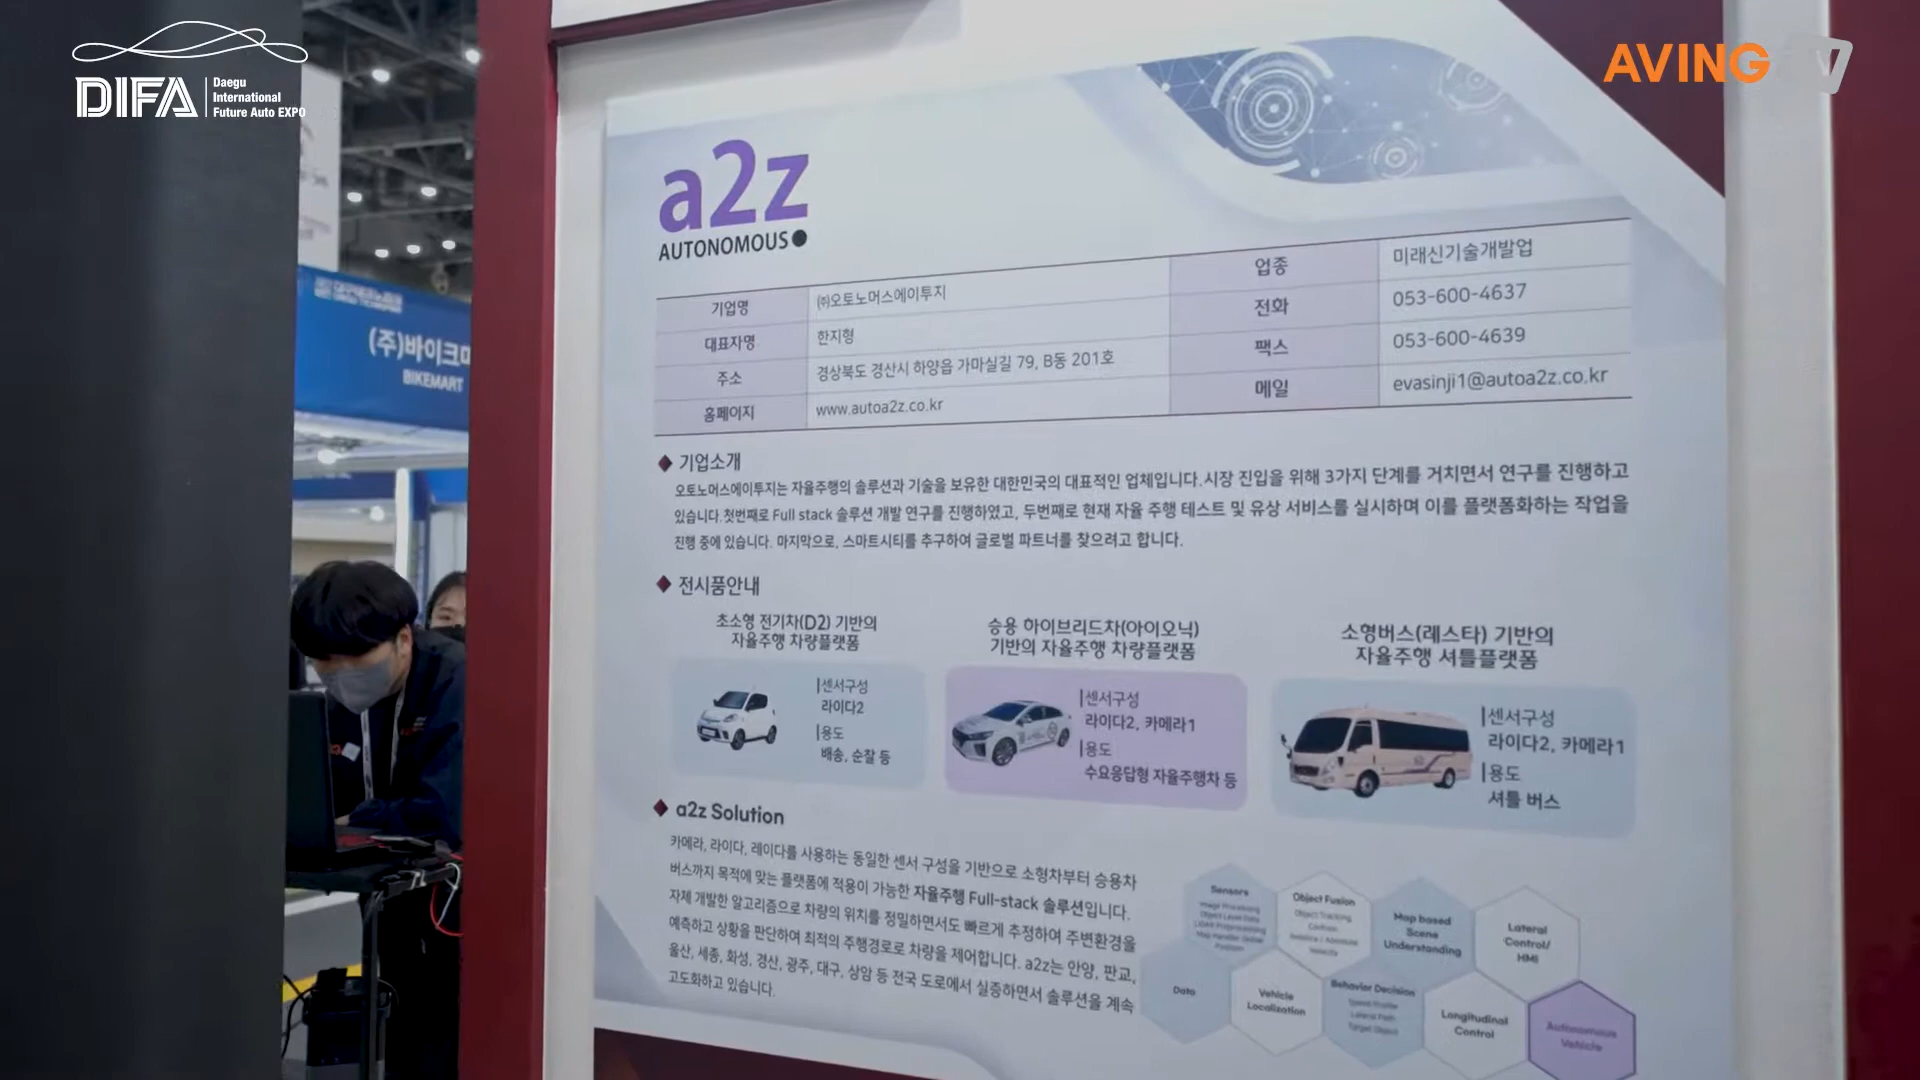 DIFA
Daegu
International
Future Auto EXPO
AVING TV
(주)바이크마
BIKEMART
a2z
AUTONOMOUS
기업명 ㈜오토노머스에이투지
대표자명 한지형
주소 경상북도 경산시 하양읍 가마실길 79, B동 201호
홈페이지 www.autoa2z.co.kr
업종 미래신기술개발업
전화 053-600-4637
팩스 053-600-4639
메일 evasinji1@autoa2z.co.kr
기업소개
오토노머스에이투지는 자율주행의 솔루션과 기술을 보유한 대한민국의 대표적인 업체입니다.시장 진입을 위해 3가지 단계를 거치면서 연구를 진행하고
있습니다.첫번째로 Full stack 솔루션 개발 연구를 진행하였고, 두번째로 현재 자율 주행 테스트 및 유상 서비스를 실시하며 이를 플랫폼화하는 작업을
진행 중에 있습니다. 마지막으로, 스마트시티를 추구하여 글로벌 파트너를 찾으려고 합니다.
전시품안내
초소형 전기차(D2) 기반의
자율주행 차량플랫폼
센서구성
라이다2
용도
배송, 순찰 등
승용 하이브리드차(아이오닉)
기반의 자율주행 차량플랫폼
센서구성
라이다2, 카메라1
용도
수요응답형 자율주행차 등
소형버스(레스타) 기반의
자율주행 셔틀플랫폼
센서구성
라이다2, 카메라1
용도
셔틀 버스
a2z Solution
카메라, 라이다, 레이다를 사용하는 동일한 센서 구성을 기반으로 소형차부터 승용차
버스까지 목적에 맞는 플랫폼에 적용이 가능한 자율주행 Full-stack 솔루션입니다.
자체 개발한 알고리즘으로 차량의 위치를 정밀하면서도 빠르게 추정하여 주변환경을
예측하고 상황을 판단하여 최적의 주행경로로 차량을 제어합니다. a2z는 안양, 판교,
울산, 세종, 화성, 경산, 광주, 대구, 상암 등 전국 도로에서 실증하면서 솔루션을 계속
고도화하고 있습니다.
Sensors
Image Processing
Object Level Data
Object Fusion
Object Tracking
Map based
Scene
Understanding
Lateral
Control/
HMI
Data
Vehicle
Localization
Behavior Decision
Speed Profile
Lateral Path
Target Object
Longitudinal
Control
Autonomous
Vehicle